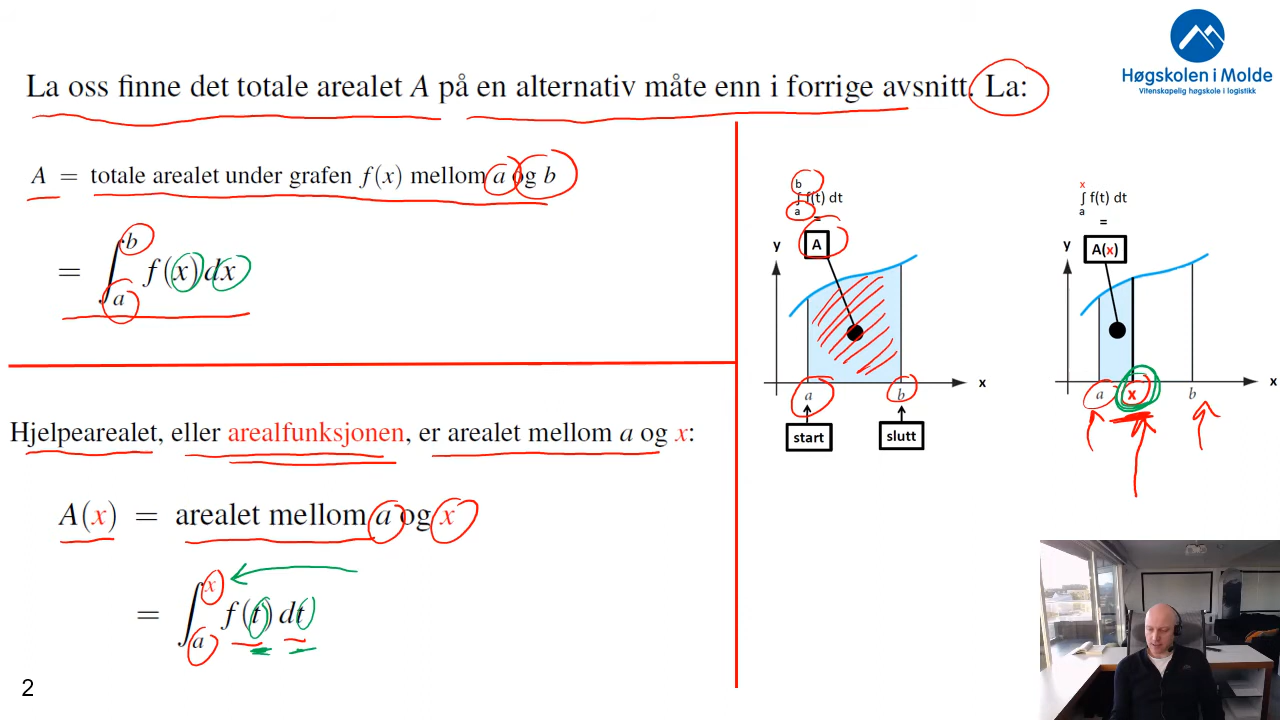 Høgskolen i Molde
Vitenskapelig høgskole i logistikk
La oss finne det totale arealet A på en alternativ måte enn i forrige avsnitt. La:
A = totale arealet under grafen f(x) mellom a og b
= ∫_a^b f(x)dx
Hjelpearealet, eller arealfunksjonen, er arealet mellom a og x:
A(x) = arealet mellom a og x
= ∫_a^x f(t) dt
b
∫ f(t) dt
a
=
A
y
x
a
b
start
slutt
x
∫ f(t) dt
a
=
A(x)
y
x
a
x
b
2